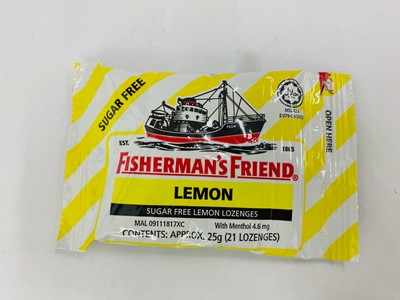 SUGAR FREE
OPEN HERE
EST. 1865
FISHERMAN'S FRIEND®
LEMON
SUGAR FREE LEMON LOZENGES
MAL 09111817XC With Menthol 4.6 mg
CONTENTS: APPROX. 25g (21 LOZENGES)